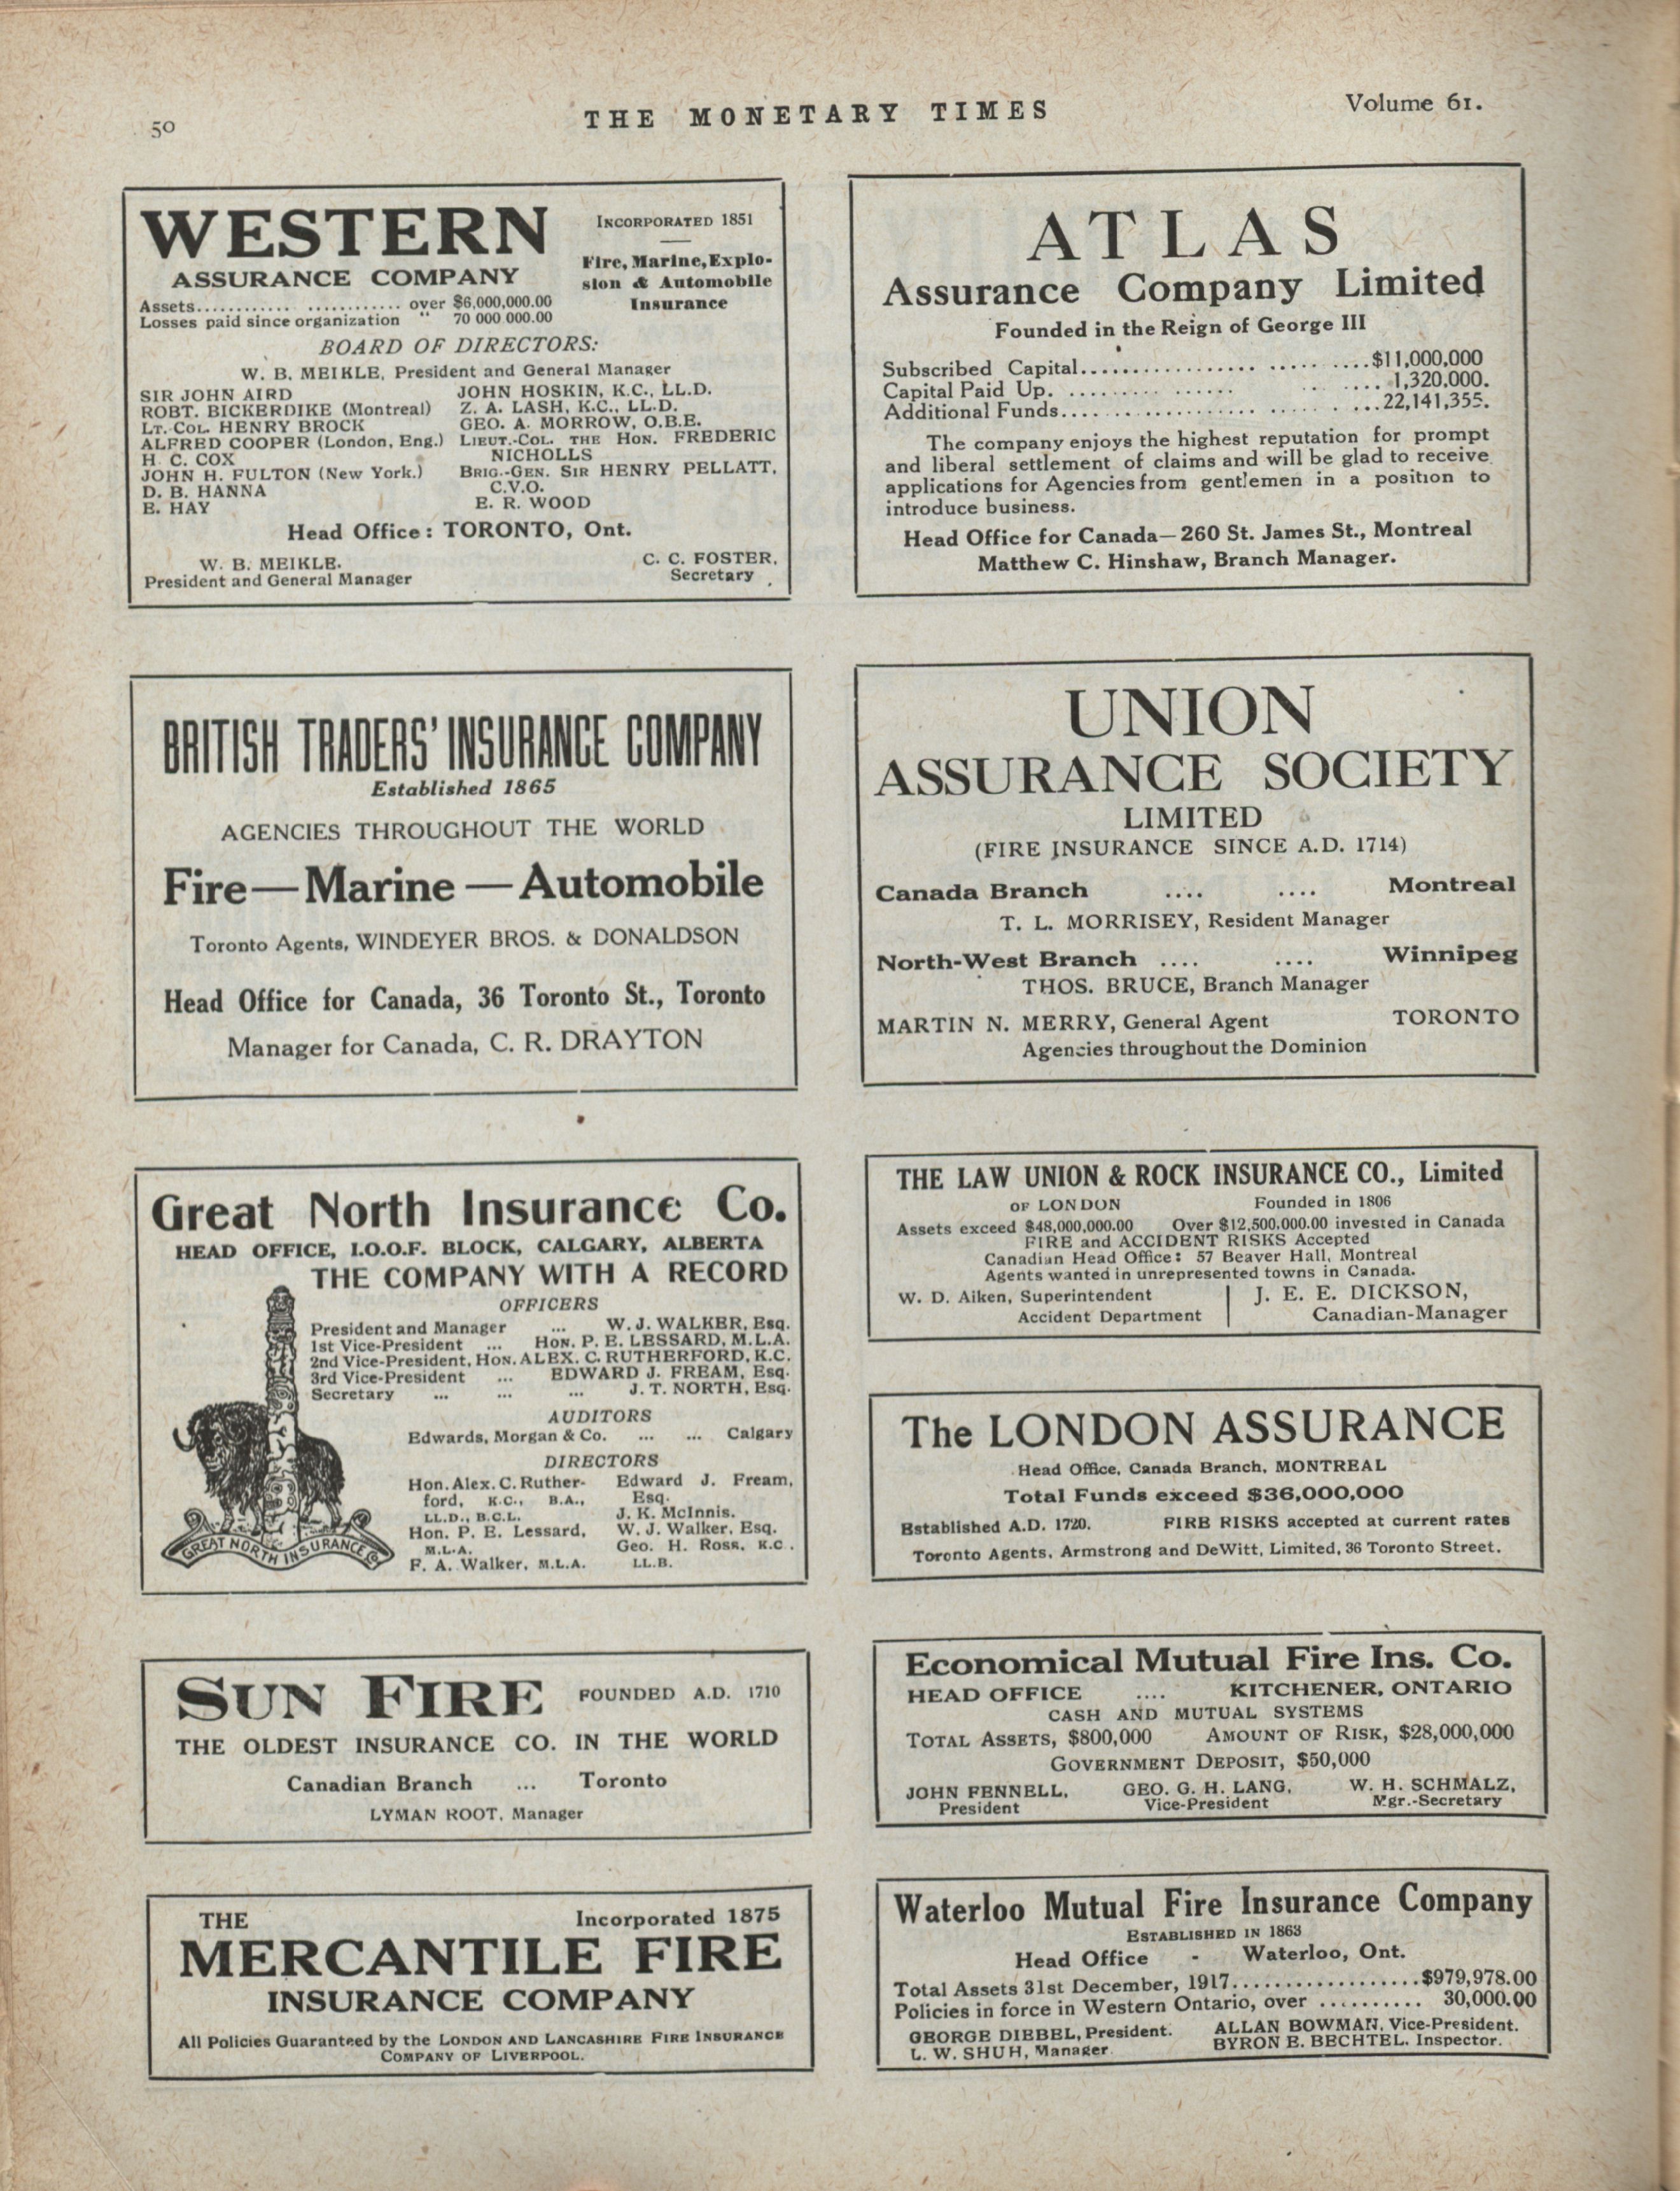 50
THE MONETARY TIMES
Volume 61.
WESTERN
ASSURANCE COMPANY
INCORPORATED 1851
Fire, Marine, Explo-
sion & Automobile
Insurance
Assets............ ............ over $6,000,000.00
Losses paid since organization " 70 000 000.00
BOARD OF DIRECTORS:
W. B. MEIKLE, President and General Manager
SIR JOHN AIRD
ROBT. BICKERDIKE (Montreal)
LT. COL. HENRY BROCK
ALFRED COOPER (London, Eng.)
H. C. COX
JOHN H. FULTON (New York.)
D. B. HANNA
E. HAY
JOHN HOSKIN, K.C., LL.D.
Z. A. LASH, K.C., LL.D.
GEO. A. MORROW, O.B.E.
LIEUT.-COL. THE HON. FREDERIC
NICHOLLS
BRIG.-GEN. SIR HENRY PELLATT,
C.V.O.
E. R. WOOD
Head Office: TORONTO, Ont.
W. B. MEIKLE.
President and General Manager
C. C. FOSTER,
Secretary
ATLAS
Assurance Company Limited
Founded in the Reign of George III
Subscribed Capital.................. ..... .....$11,000,000
Capital Paid Up. ................ .. ..... 1,320,000.
Additional Funds.................... ...... ...22,141,355.
The company enjoys the highest reputation for prompt
and liberal settlement of claims and will be glad to receive
applications for Agencies from gentlemen in a position to
introduce business.
Head Office for Canada—260 St. James St., Montreal
Matthew C. Hinshaw, Branch Manager.
BRITISH TRADERS' INSURANCE COMPANY
Established 1865
AGENCIES THROUGHOUT THE WORLD
Fire—Marine—Automobile
Toronto Agents, WINDEYER BROS. & DONALDSON
Head Office for Canada, 36 Toronto St., Toronto
Manager for Canada, C. R. DRAYTON
UNION
ASSURANCE SOCIETY
LIMITED
(FIRE INSURANCE SINCE A.D. 1714)
Canada Branch .... .... Montreal
T. L. MORRISEY, Resident Manager
North-West Branch .... .... Winnipeg
THOS. BRUCE, Branch Manager
MARTIN N. MERRY, General Agent TORONTO
Agencies throughout the Dominion
Great North Insurance Co.
HEAD OFFICE, I.O.O.F. BLOCK, CALGARY, ALBERTA
THE COMPANY WITH A RECORD
OFFICERS
President and Manager ... W. J. WALKER, Esq.
1st Vice-President ... HON. P. E. LESSARD, M.L.A.
2nd Vice-President, HON. ALEX. C. RUTHERFORD, K.C.
3rd Vice-President ... EDWARD J. FREAM, Esq.
Secretary ... ... ... J. T. NORTH, Esq.
AUDITORS
Edwards, Morgan & Co. ... ... Calgary
DIRECTORS
Hon. Alex. C. Ruther-
ford, K.C., B.A.,
LL.D., B.C.L.
Hon. P. E. Lessard,
M.L.A.
F. A. Walker, M.L.A.
Edward J. Fream,
Esq.
J. K. McInnis.
W. J. Walker, Esq.
Geo. H. Ross, K.C.
LL.B.
GREAT NORTH INSURANCE Co
THE LAW UNION & ROCK INSURANCE CO., Limited
OF LONDON Founded in 1806
Assets exceed $48,000,000.00 Over $12,500,000.00 invested in Canada
FIRE and ACCIDENT RISKS Accepted
Canadian Head Office: 57 Beaver Hall, Montreal
Agents wanted in unrepresented towns in Canada.
W. D. Aiken, Superintendent
Accident Department
J. E. E. DICKSON,
Canadian-Manager
The LONDON ASSURANCE
Head Office, Canada Branch, MONTREAL
Total Funds exceed $36,000,000
Established A.D. 1720. FIRE RISKS accepted at current rates
Toronto Agents, Armstrong and DeWitt, Limited, 36 Toronto Street.
SUN FIRE FOUNDED A.D. 1710
THE OLDEST INSURANCE CO. IN THE WORLD
Canadian Branch ... Toronto
LYMAN ROOT, Manager
Economical Mutual Fire Ins. Co.
HEAD OFFICE .... KITCHENER, ONTARIO
CASH AND MUTUAL SYSTEMS
TOTAL ASSETS, $800,000 AMOUNT OF RISK, $28,000,000
GOVERNMENT DEPOSIT, $50,000
JOHN FENNELL,
President
GEO. G. H. LANG,
Vice-President
W. H. SCHMALZ,
Mgr.-Secretary
THE Incorporated 1875
MERCANTILE FIRE
INSURANCE COMPANY
All Policies Guaranteed by the LONDON AND LANCASHIRE FIRE INSURANCE
COMPANY OF LIVERPOOL.
Waterloo Mutual Fire Insurance Company
ESTABLISHED IN 1863
Head Office - Waterloo, Ont.
Total Assets 31st December, 1917..................$979,978.00
Policies in force in Western Ontario, over .......... 30,000.00
GEORGE DIEBEL, President. ALLAN BOWMAN, Vice-President.
L. W. SHUH, Manager. BYRON E. BECHTEL. Inspector.